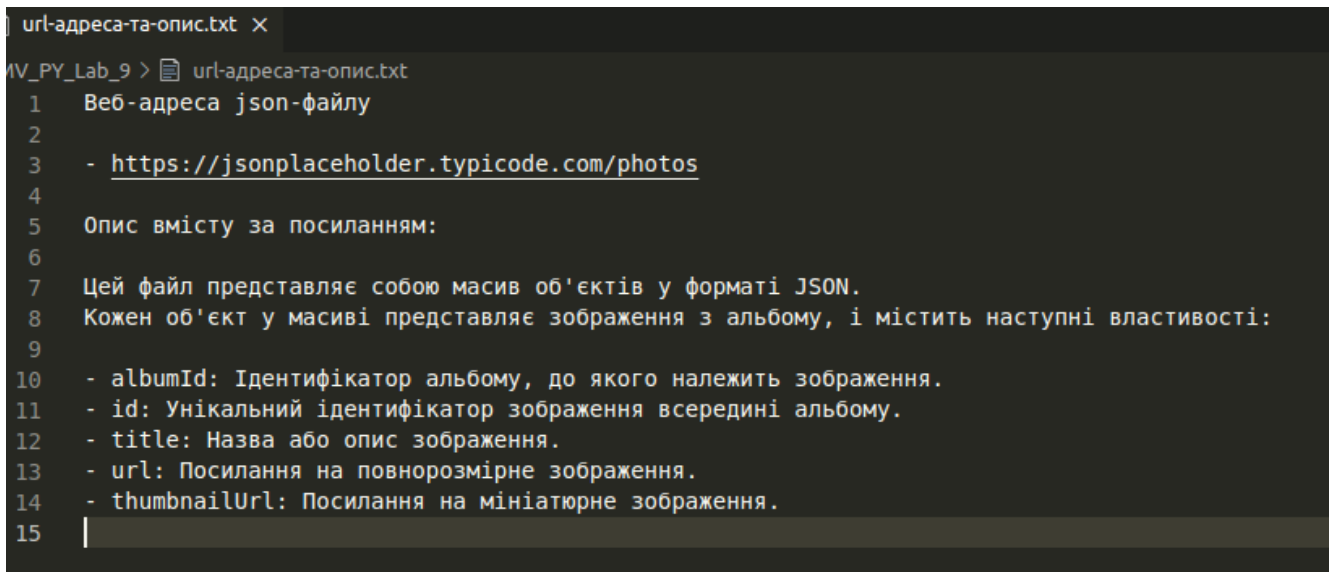 url-адреса-та-опис.txt ×
MV_PY_Lab_9 > url-адреса-та-опис.txt
1 Веб-адреса json-файлу
2
3 - https://jsonplaceholder.typicode.com/photos
4
5 Опис вмісту за посиланням:
6
7 Цей файл представляє собою масив об'єктів у форматі JSON.
8 Кожен об'єкт у масиві представляє зображення з альбому, і містить наступні властивості:
9
10 - albumId: Ідентифікатор альбому, до якого належить зображення.
11 - id: Унікальний ідентифікатор зображення всередині альбому.
12 - title: Назва або опис зображення.
13 - url: Посилання на повнорозмірне зображення.
14 - thumbnailUrl: Посилання на мініатюрне зображення.
15